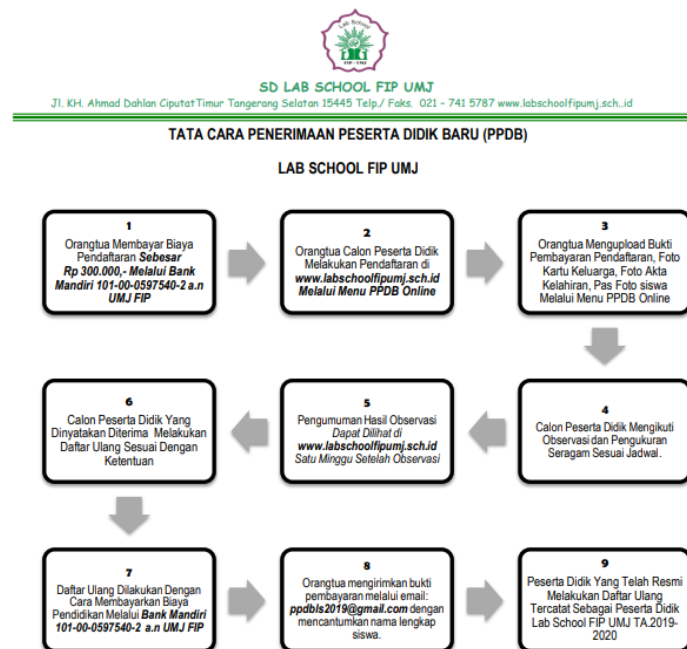 Lab School
FIP - UMJ
SD LAB SCHOOL FIP UMJ
Jl. KH. Ahmad Dahlan CiputatTimur Tangerang Selatan 15445 Telp./ Faks.  021 - 741 5787 www.labschoolfipumj.sch..id
TATA CARA PENERIMAAN PESERTA DIDIK BARU (PPDB)
LAB SCHOOL FIP UMJ
1
Orangtua Membayar Biaya
Pendaftaran Sebesar
Rp 300.000,- Melalui Bank
Mandiri 101-00-0597540-2 a.n
UMJ FIP
2
Orangtua Calon Peserta Didik
Melakukan Pendaftaran di
www.labschoolfipumj.sch.id
Melalui Menu PPDB Online
3
Orangtua Mengupload Bukti
Pembayaran Pendaftaran, Foto
Kartu Keluarga, Foto Akta
Kelahiran, Pas Foto siswa
Melalui Menu PPDB Online
4
Calon Peserta Didik Mengikuti
Observasi dan Pengukuran
Seragam Sesuai Jadwal.
5
Pengumuman Hasil Observasi
Dapat Dilihat di
www.labschoolfipumj.sch.id
Satu Minggu Setelah Observasi
6
Calon Peserta Didik Yang
Dinyatakan Diterima Melakukan
Daftar Ulang Sesuai Dengan
Ketentuan
7
Daftar Ulang Dilakukan Dengan
Cara Membayarkan Biaya
Pendidikan Melalui Bank Mandiri
101-00-0597540-2 a.n UMJ FIP
8
Orangtua mengirimkan bukti
pembayaran melalui email:
ppdbls2019@gmail.com dengan
mencantumkan nama lengkap
siswa.
9
Peserta Didik Yang Telah Resmi
Melakukan Daftar Ulang
Tercatat Sebagai Peserta Didik
Lab School FIP UMJ TA.2019-
2020